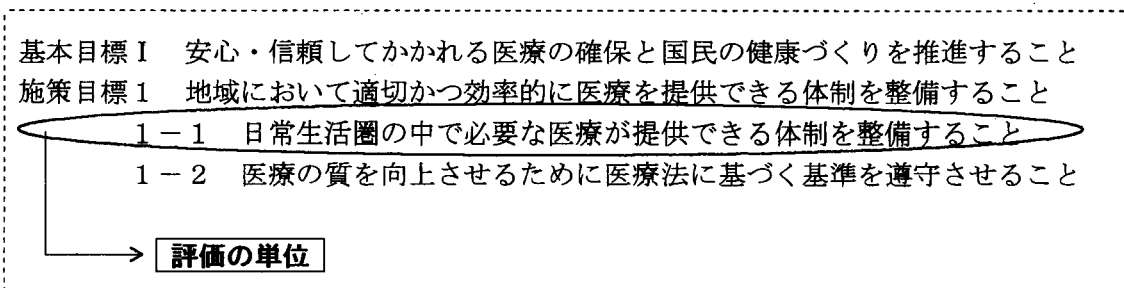 基本目標Ⅰ 安心・信頼してかかれる医療の確保と国民の健康づくりを推進すること
施策目標1 地域において適切かつ効率的に医療を提供できる体制を整備すること
1-1 日常生活圏の中で必要な医療が提供できる体制を整備すること
1-2 医療の質を向上させるために医療法に基づく基準を遵守させること
評価の単位